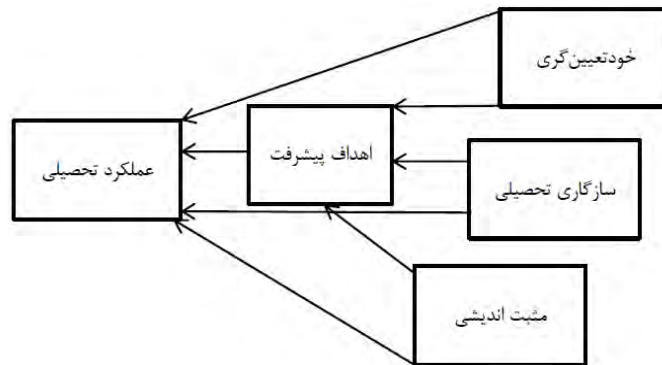 خودتعیین‌گری
اهداف پیشرفت
عملکرد تحصیلی
سازگاری تحصیلی
مثبت اندیشی